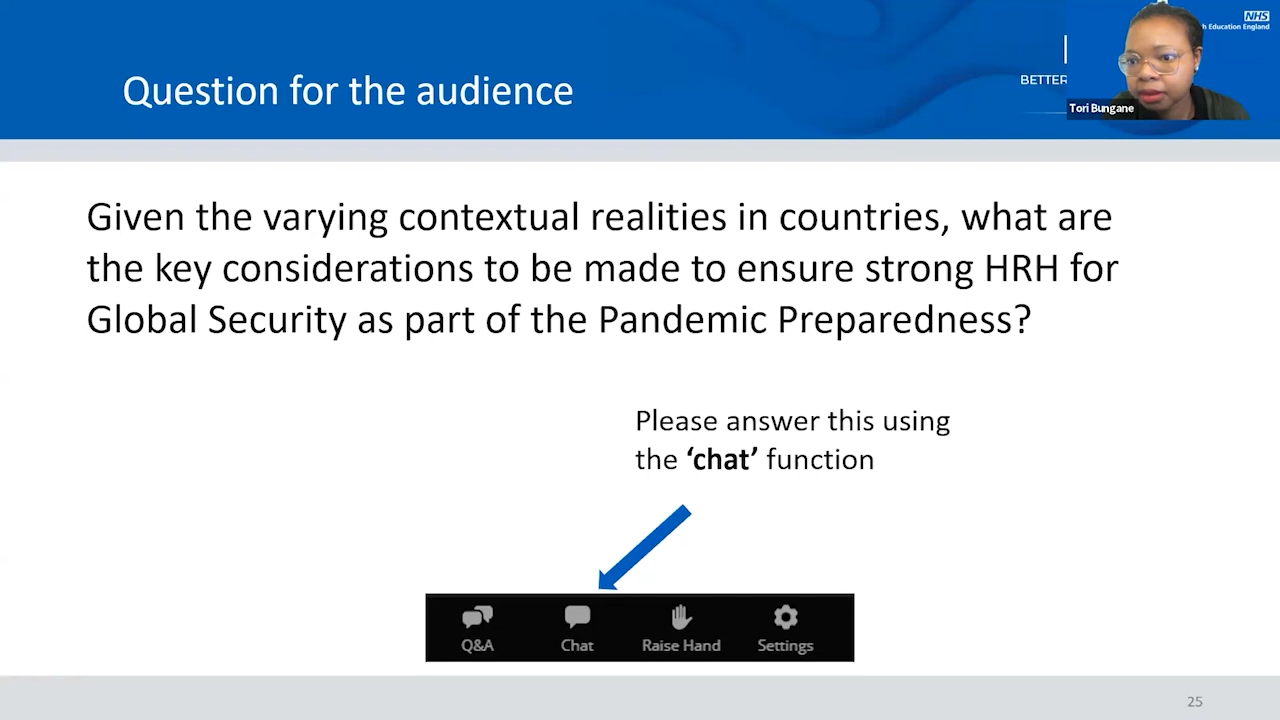 NHS
h Education England
BETTER
Tori Bungane
Question for the audience
Given the varying contextual realities in countries, what are
the key considerations to be made to ensure strong HRH for
Global Security as part of the Pandemic Preparedness?
Please answer this using
the ‘chat’ function
Q&A
Chat
Raise Hand
Settings
25